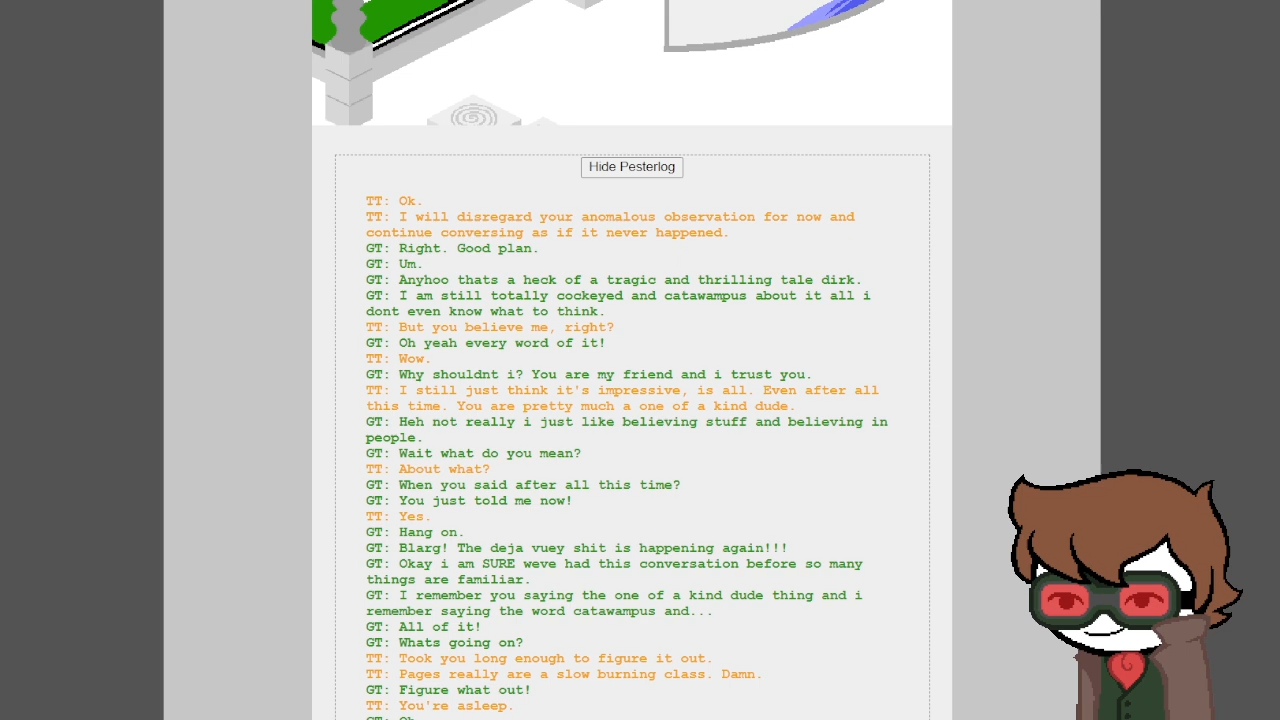 Hide Pesterlog
TT: Ok.
TT: I will disregard your anomalous observation for now and
continue conversing as if it never happened.
GT: Right. Good plan.
GT: Um.
GT: Anyhoo thats a heck of a tragic and thrilling tale dirk.
GT: I am still totally cockeyed and catawampus about it all i
dont even know what to think.
TT: But you believe me, right?
GT: Oh yeah every word of it!
TT: Wow.
GT: Why shouldnt i? You are my friend and i trust you.
TT: I still just think it's impressive, is all. Even after all
this time. You are pretty much a one of a kind dude.
GT: Heh not really i just like believing stuff and believing in
people.
GT: Wait what do you mean?
TT: About what?
GT: When you said after all this time?
GT: You just told me now!
TT: Yes.
GT: Hang on.
GT: Blarg! The deja vuey shit is happening again!!!
GT: Okay i am SURE weve had this conversation before so many
things are familiar.
GT: I remember you saying the one of a kind dude thing and i
remember saying the word catawampus and...
GT: All of it!
GT: Whats going on?
TT: Took you long enough to figure it out.
TT: Pages really are a slow burning class. Damn.
GT: Figure what out!
TT: You're asleep.
GT: Oh